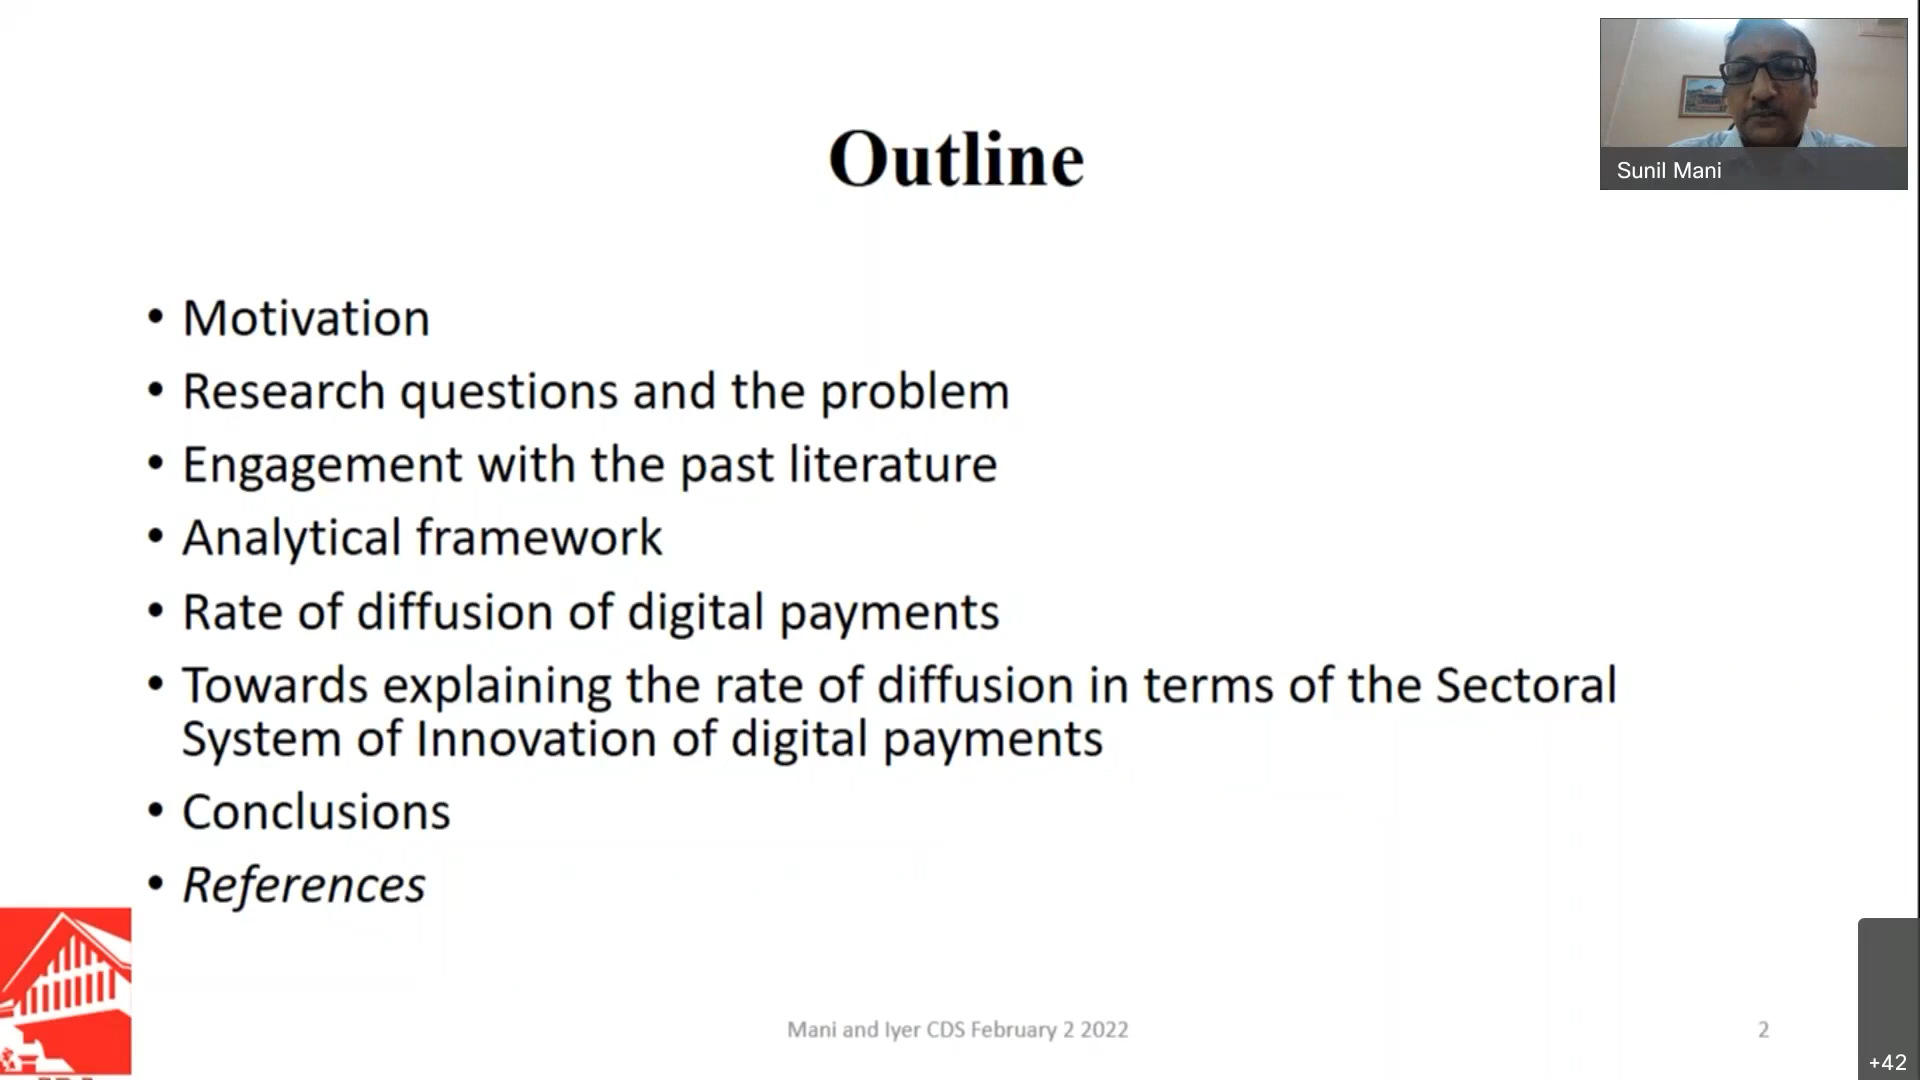 Outline
Sunil Mani
• Motivation
• Research questions and the problem
• Engagement with the past literature
• Analytical framework
• Rate of diffusion of digital payments
• Towards explaining the rate of diffusion in terms of the Sectoral
System of Innovation of digital payments
• Conclusions
• References
Mani and Iyer CDS February 2 2022
2
+42